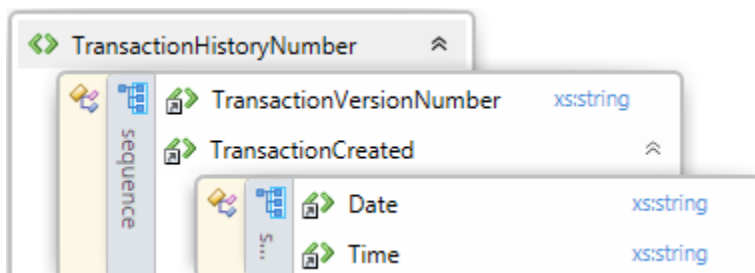 TransactionHistoryNumber
TransactionVersionNumber xs:string
sequence
TransactionCreated
Date xs:string
s...
Time xs:string